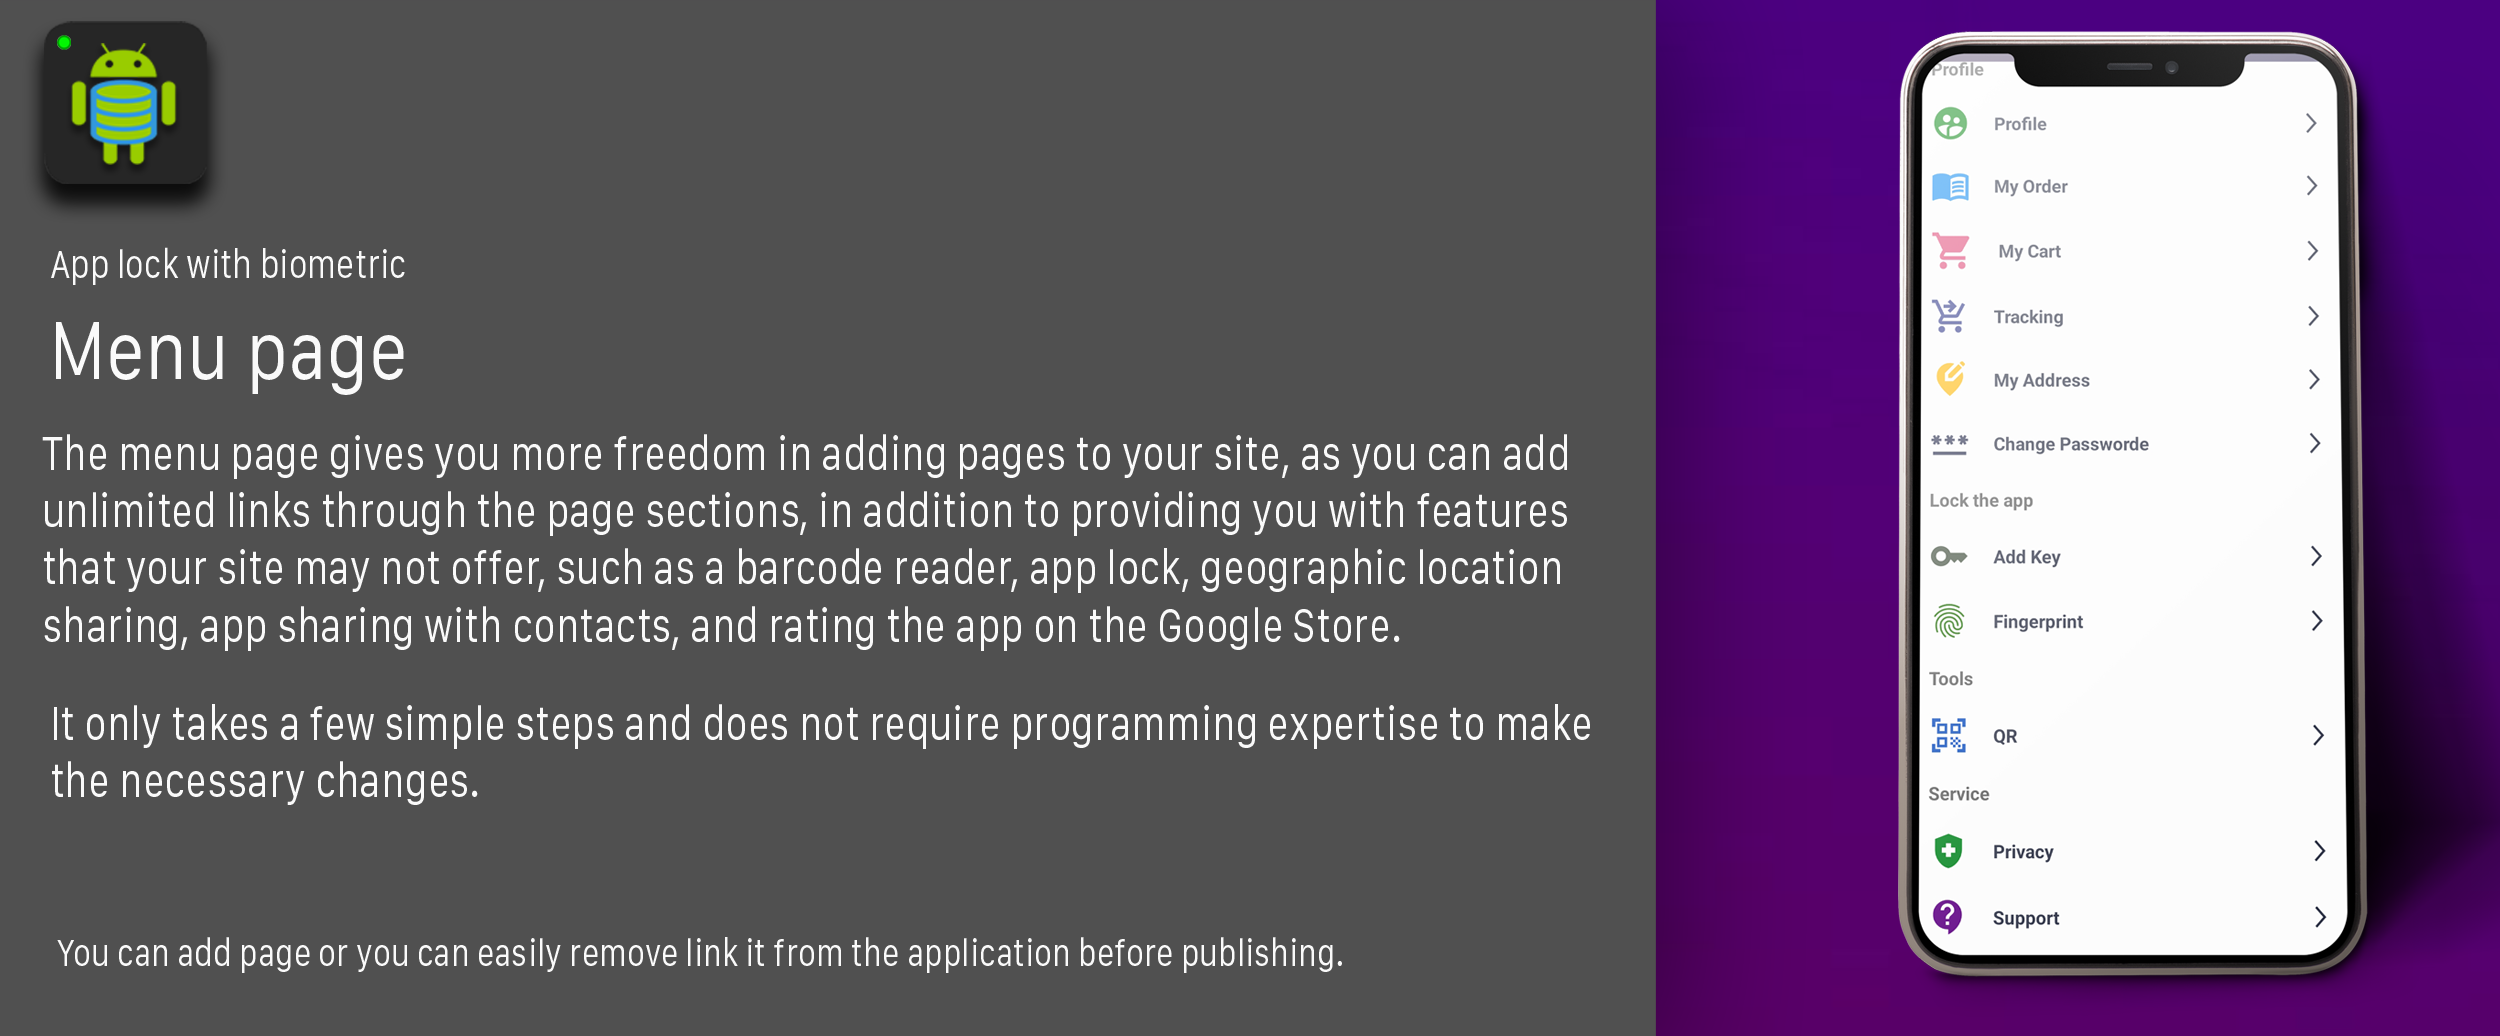 App lock with biometric
Menu page
The menu page gives you more freedom in adding pages to your site, as you can add
unlimited links through the page sections, in addition to providing you with features
that your site may not offer, such as a barcode reader, app lock, geographic location
sharing, app sharing with contacts, and rating the app on the Google Store.
It only takes a few simple steps and does not require programming expertise to make
the necessary changes.
You can add page or you can easily remove link it from the application before publishing.
Profile
Profile
My Order
My Cart
Tracking
My Address
Change Passworde
Lock the app
Add Key
Fingerprint
Tools
QR
Service
Privacy
Support